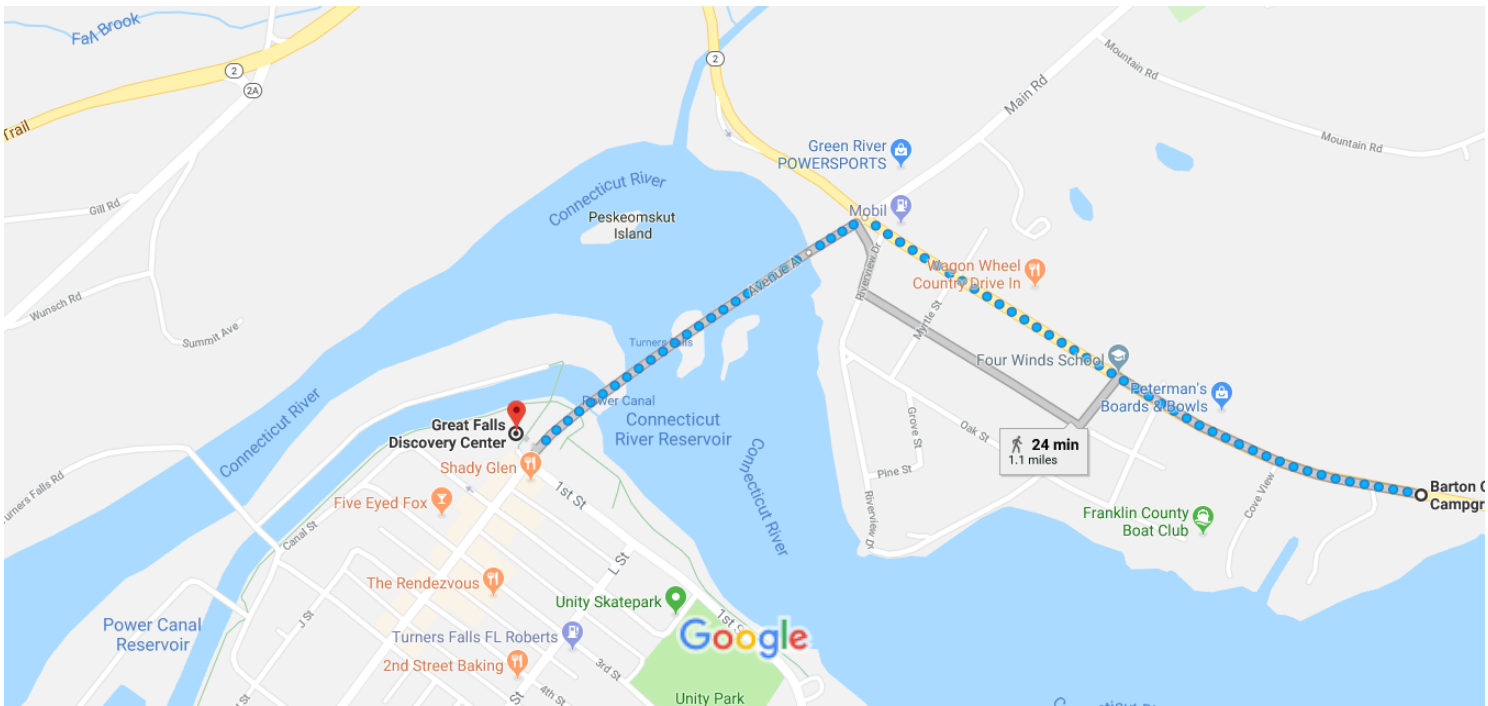 Fall Brook
2
2A
Trail
Gill Rd
Wunsch Rd
Summit Ave
Connecticut River
Peskeomskut
Island
2
Green River
POWERSPORTS
Mobil
Main Rd
Mountain Rd
Mountain Rd
Avenue A
Riverview Dr
Wagon Wheel
Country Drive In
Myrtle St
Turners Falls
Four Winds School
Peterman's
Boards & Bowls
Power Canal
Connecticut
River Reservoir
Great Falls
Discovery Center
Connecticut River
Connecticut River
Grove St
Oak St
24 min
1.1 miles
Pine St
Riverview Dr
Cove View
Barton C
Campgr
Franklin County
Boat Club
Shady Glen
1st St
Five Eyed Fox
Turners Falls Rd
Canal St
L St
The Rendezvous
Unity Skatepark
1st St
J St
Power Canal
Reservoir
Turners Falls FL Roberts
Google
2nd Street Baking
3rd St
4th St
St
Unity Park